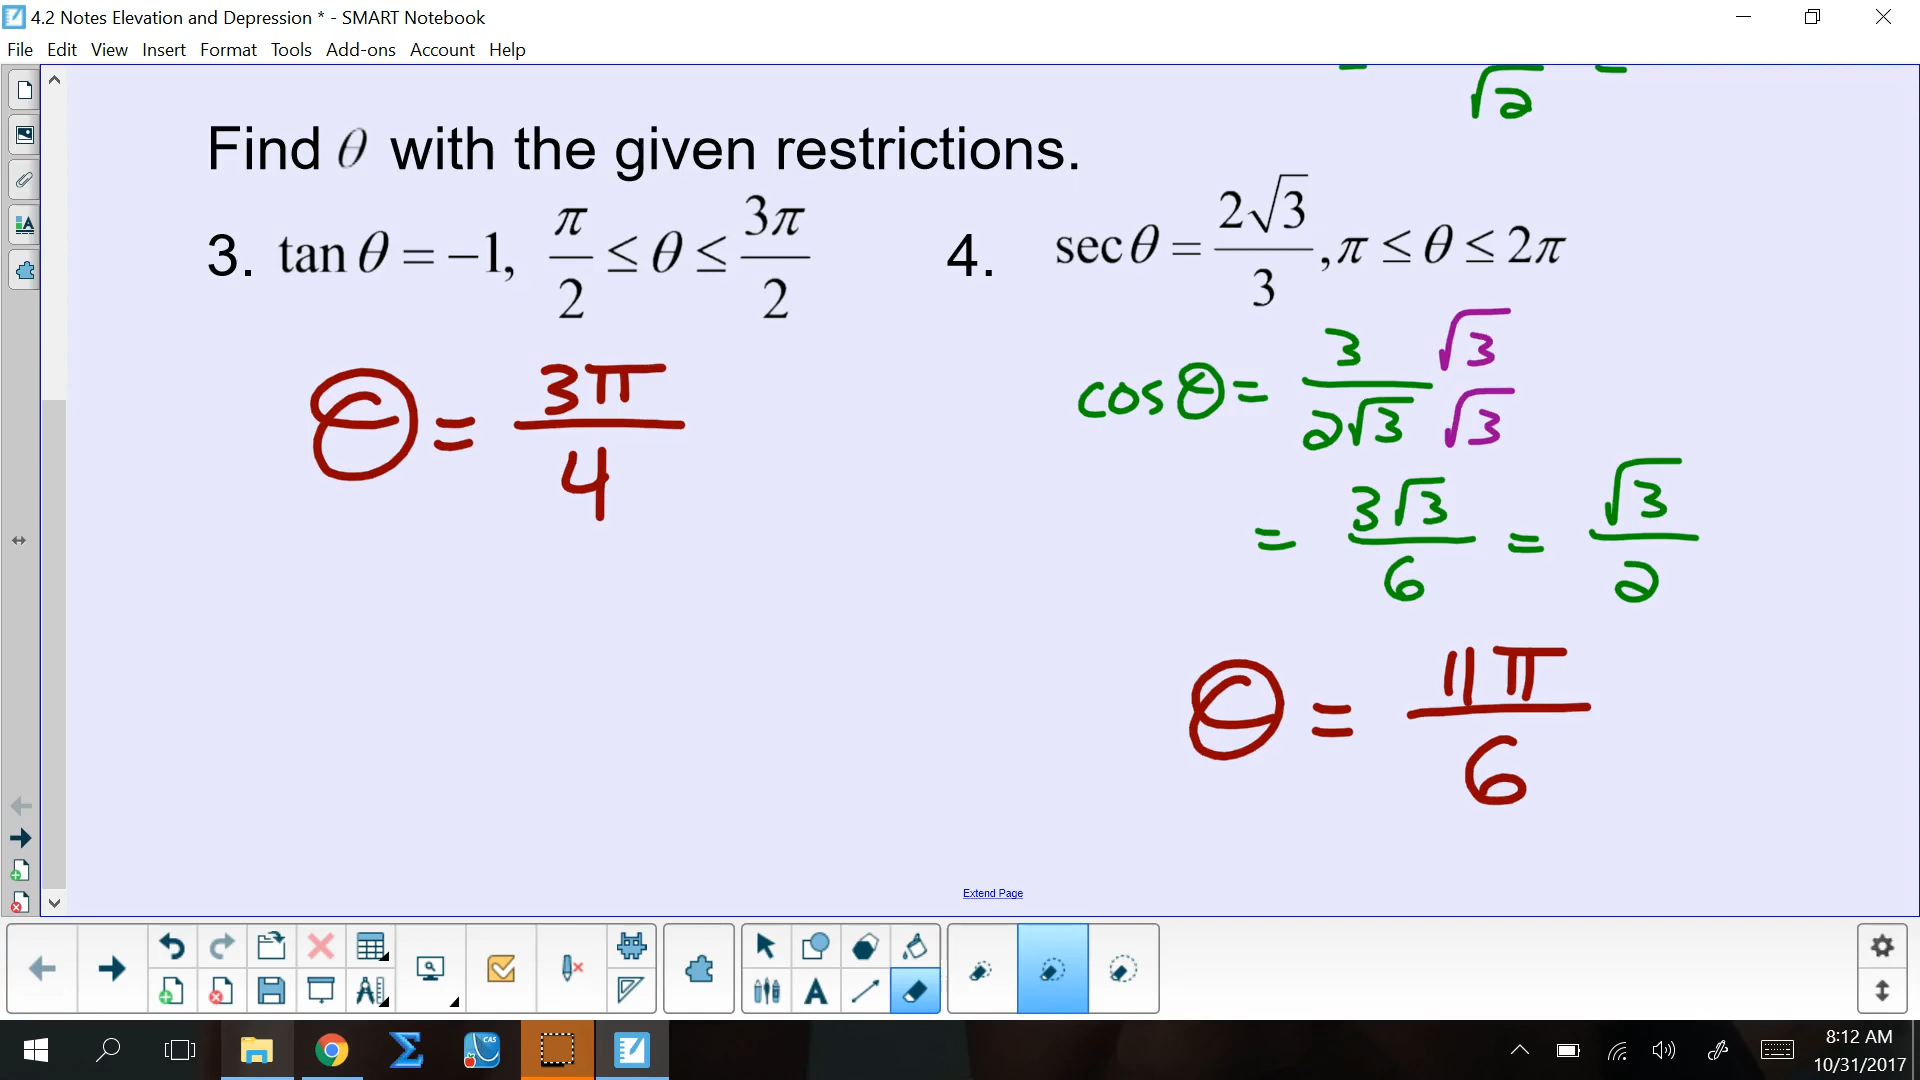 4.2 Notes Elevation and Depression * - SMART Notebook
File Edit View Insert Format Tools Add-ons Account Help
= √2 =
Find θ with the given restrictions.
3. tan θ = −1, π/2 ≤ θ ≤ 3π/2
4. sec θ = 2√3/3, π ≤ θ ≤ 2π
θ = 3π/4
cos θ = 3/2√3 √3/√3
= 3√3/6 = √3/2
θ = 11π/6
Extend Page
CAS
8:12 AM
10/31/2017